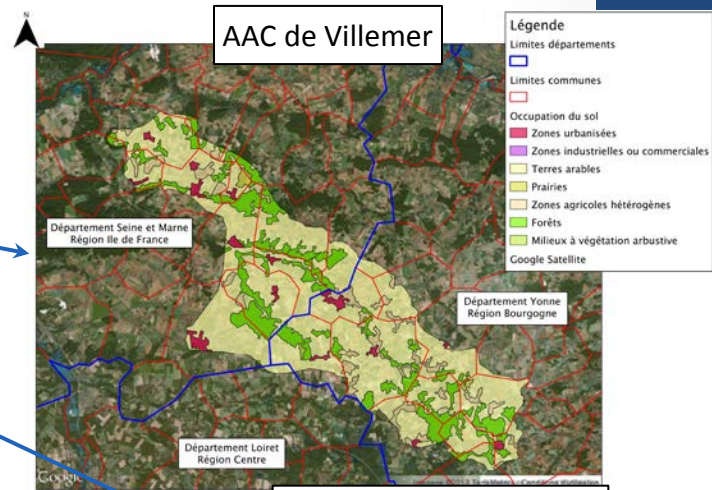 N
AAC de Villemer
Légende
Limites départements
Limites communes
Occupation du sol
Zones urbanisées
Zones industrielles ou commerciales
Terres arables
Prairies
Zones agricoles hétérogènes
Forêts
Milieux à végétation arbustive
Google Satellite
Département Seine et Marne
Région Ile de France
Département Yonne
Région Bourgogne
Département Loiret
Région Centre
Google